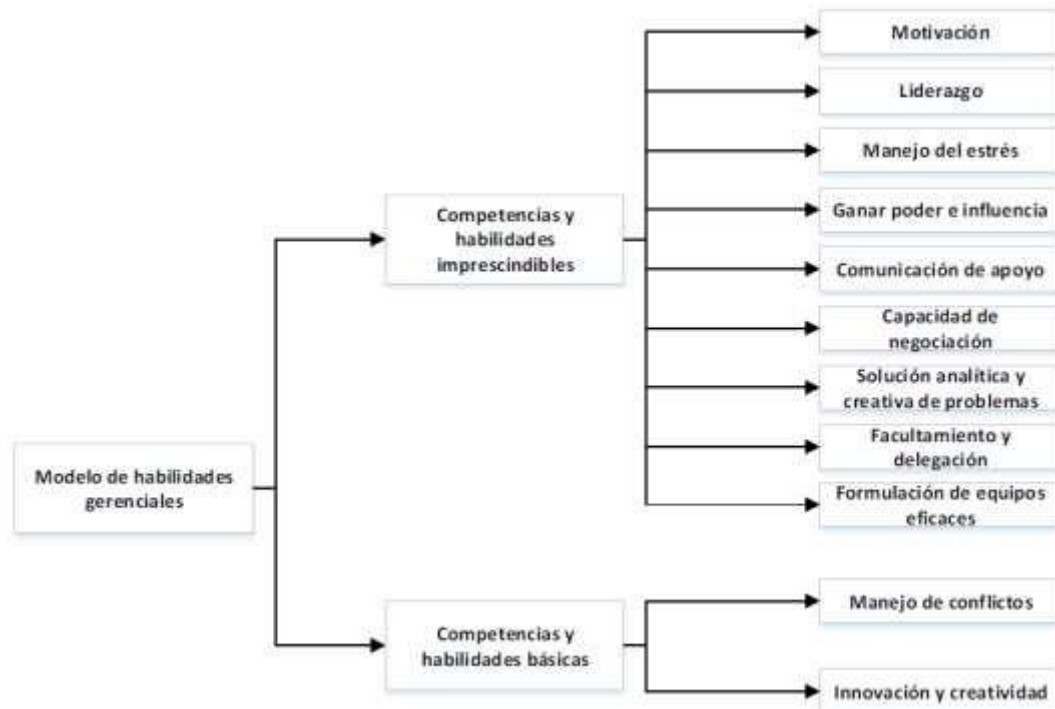 Modelo de habilidades
gerenciales
Competencias y
habilidades
imprescindibles
Motivación
Liderazgo
Manejo del estrés
Ganar poder e influencia
Comunicación de apoyo
Capacidad de
negociación
Solución analítica y
creativa de problemas
Facultamiento y
delegación
Formulación de equipos
eficaces
Competencias y
habilidades básicas
Manejo de conflictos
Innovación y creatividad